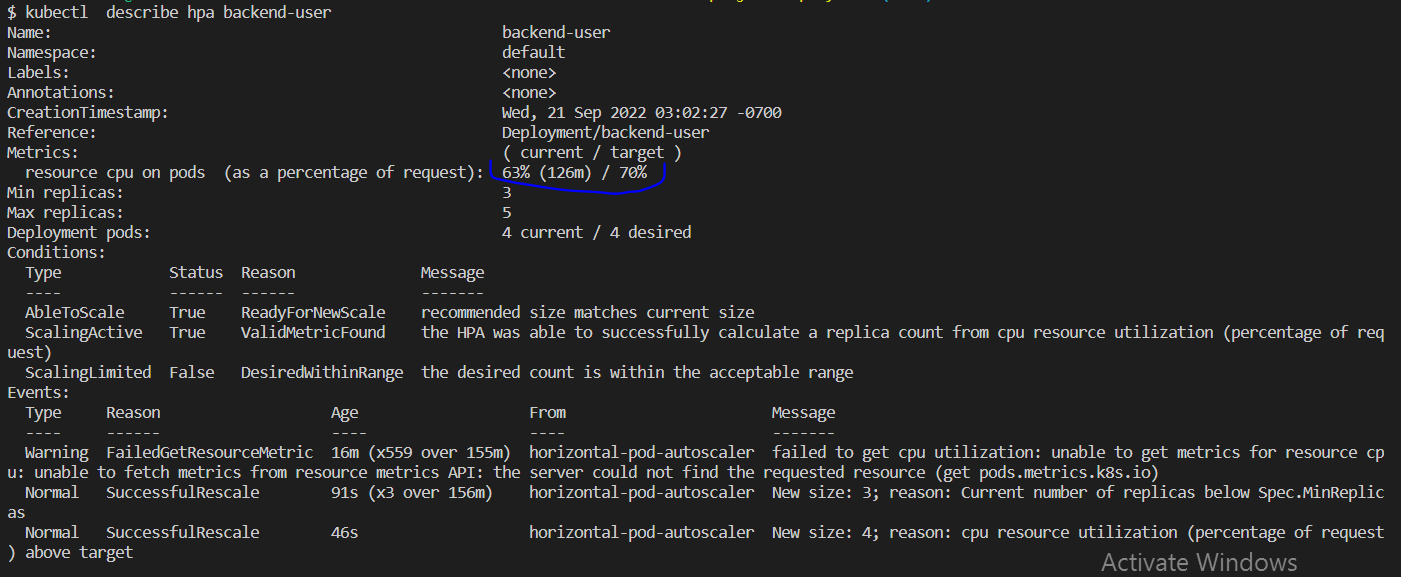 $ kubectl  describe hpa backend-user
Name:                                                  backend-user
Namespace:                                             default
Labels:                                                <none>
Annotations:                                           <none>
CreationTimestamp:                                     Wed, 21 Sep 2022 03:02:27 -0700
Reference:                                             Deployment/backend-user
Metrics:                                               ( current / target )
  resource cpu on pods  (as a percentage of request):  63% (126m) / 70%
Min replicas:                                          3
Max replicas:                                          5
Deployment pods:                                       4 current / 4 desired
Conditions:
  Type            Status  Reason              Message
  ----            ------  ------              -------
  AbleToScale     True    ReadyForNewScale    recommended size matches current size
  ScalingActive   True    ValidMetricFound    the HPA was able to successfully calculate a replica count from cpu resource utilization (percentage of req
uest)
  ScalingLimited  False   DesiredWithinRange  the desired count is within the acceptable range
Events:
  Type     Reason                   Age                   From                       Message
  ----     ------                   ----                  ----                       -------
  Warning  FailedGetResourceMetric  16m (x559 over 155m)  horizontal-pod-autoscaler  failed to get cpu utilization: unable to get metrics for resource cp
u: unable to fetch metrics from resource metrics API: the server could not find the requested resource (get pods.metrics.k8s.io)
  Normal   SuccessfulRescale        91s (x3 over 156m)    horizontal-pod-autoscaler  New size: 3; reason: Current number of replicas below Spec.MinReplic
as
  Normal   SuccessfulRescale        46s                   horizontal-pod-autoscaler  New size: 4; reason: cpu resource utilization (percentage of request
) above target
Activate Windows